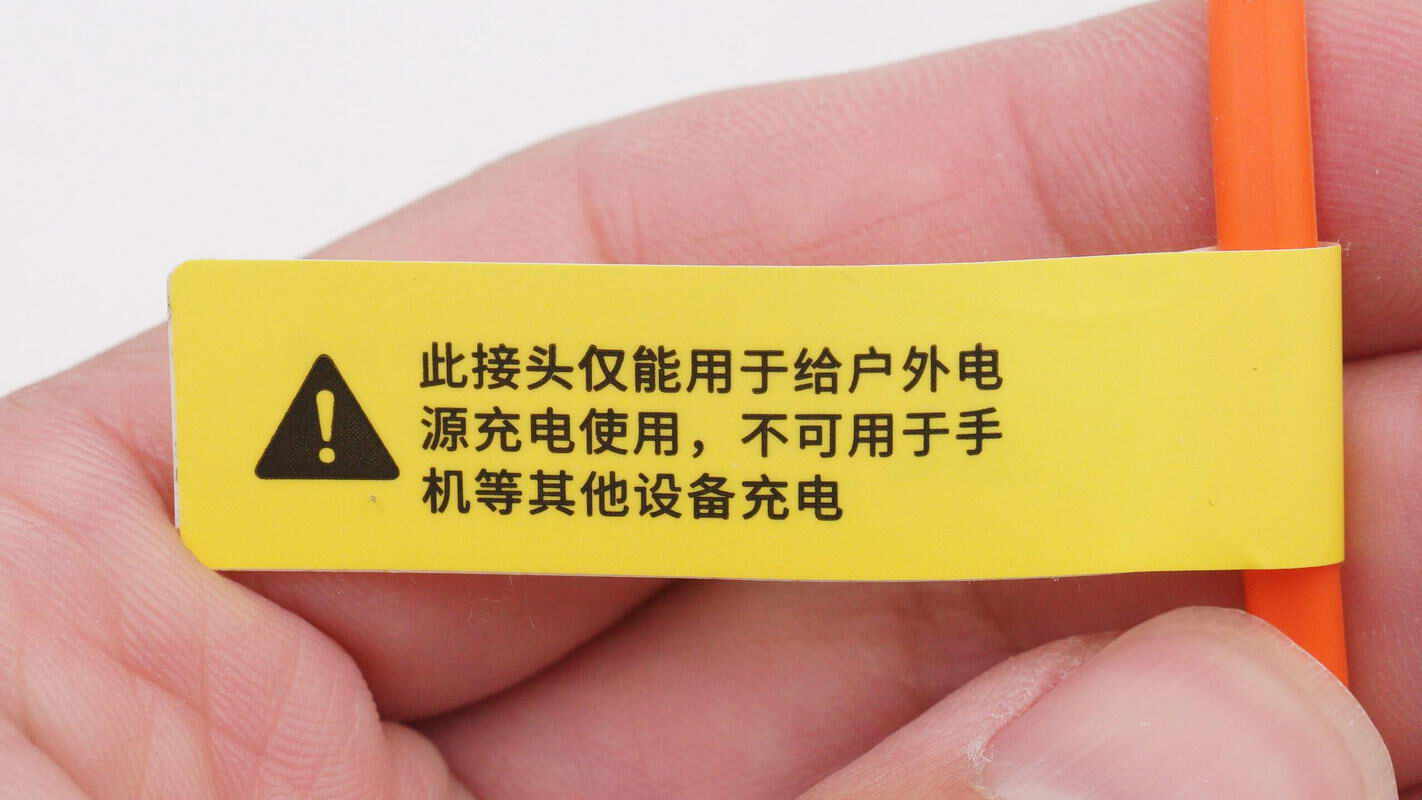 此接头仅能用于给户外电
源充电使用，不可用于手
机等其他设备充电